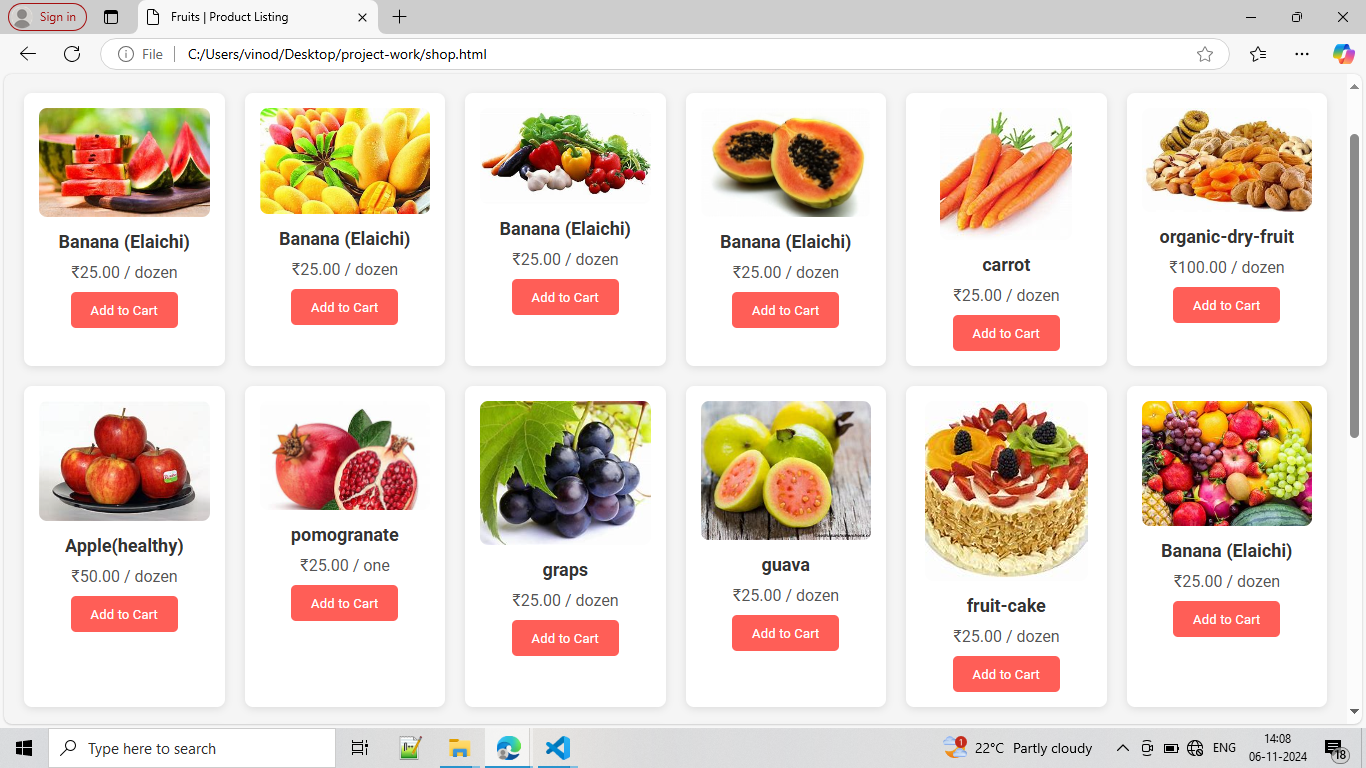 Sign in
Fruits | Product Listing
File
C:/Users/vinod/Desktop/project-work/shop.html
Banana (Elaichi)
₹25.00 / dozen
Add to Cart
Banana (Elaichi)
₹25.00 / dozen
Add to Cart
Banana (Elaichi)
₹25.00 / dozen
Add to Cart
Banana (Elaichi)
₹25.00 / dozen
Add to Cart
carrot
₹25.00 / dozen
Add to Cart
organic-dry-fruit
₹100.00 / dozen
Add to Cart
Apple(healthy)
₹50.00 / dozen
Add to Cart
pomogranate
₹25.00 / one
Add to Cart
graps
₹25.00 / dozen
Add to Cart
guava
₹25.00 / dozen
Add to Cart
fruit-cake
₹25.00 / dozen
Add to Cart
Banana (Elaichi)
₹25.00 / dozen
Add to Cart
Type here to search
1
22°C Partly cloudy
ENG
14:08
06-11-2024
18